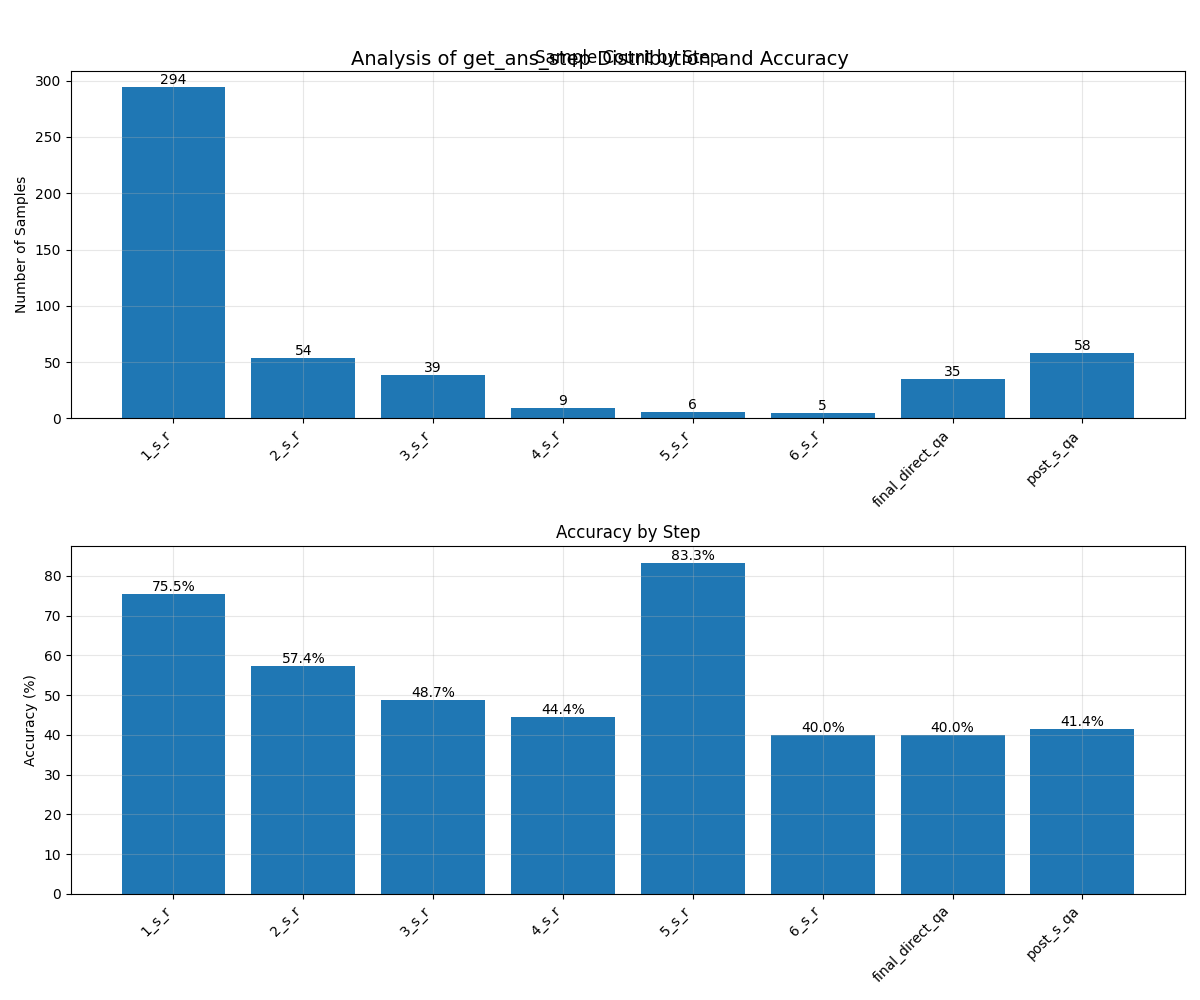 Analysis of get_ans_step Distribution and Accuracy
Sample Count by Step
300
250
200
150
100
50
0
Number of Samples
294
54
39
9
6
5
35
58
1_s_r
2_s_r
3_s_r
4_s_r
5_s_r
6_s_r
final_direct_qa
post_s_qa
Accuracy by Step
80
70
60
50
40
30
20
10
0
Accuracy (%)
75.5%
57.4%
48.7%
44.4%
83.3%
40.0%
40.0%
41.4%
1_s_r
2_s_r
3_s_r
4_s_r
5_s_r
6_s_r
final_direct_qa
post_s_qa